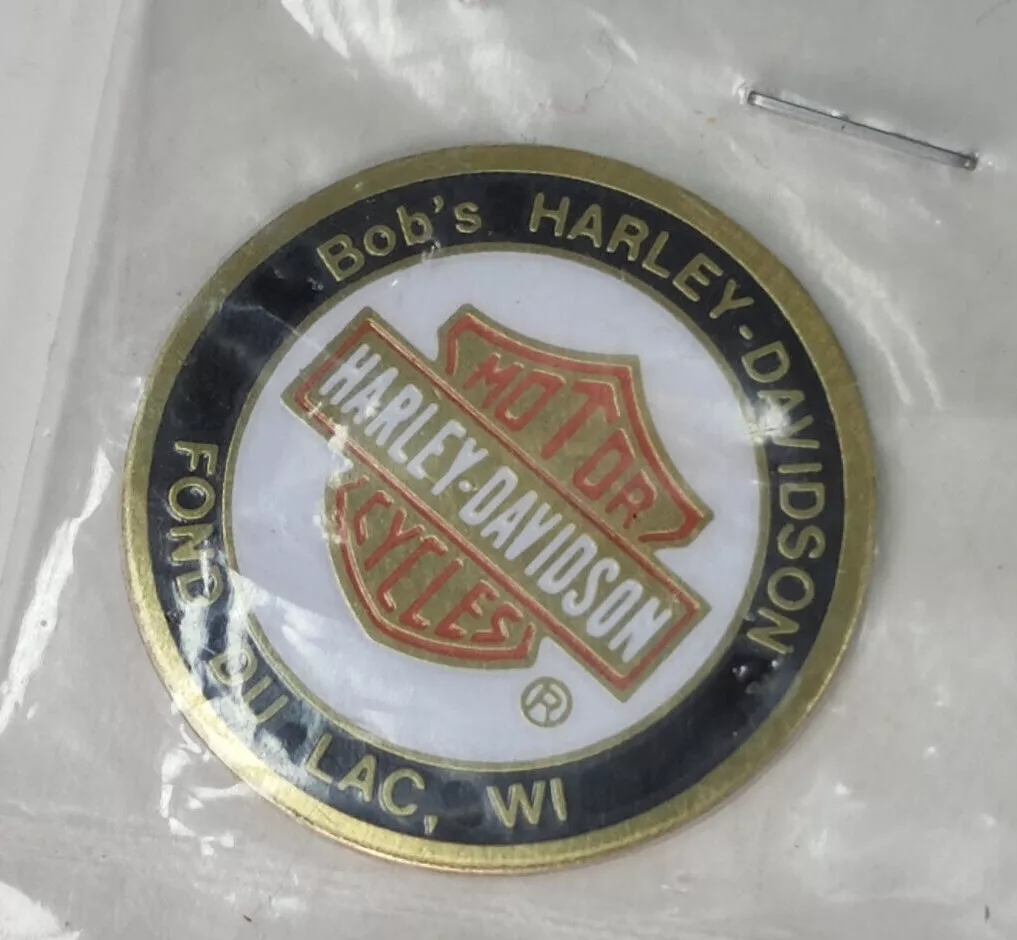 Bob's HARLEY-DAVIDSON
MOTOR
HARLEY-DAVIDSON
CYCLES
®
FOND DU LAC, WI